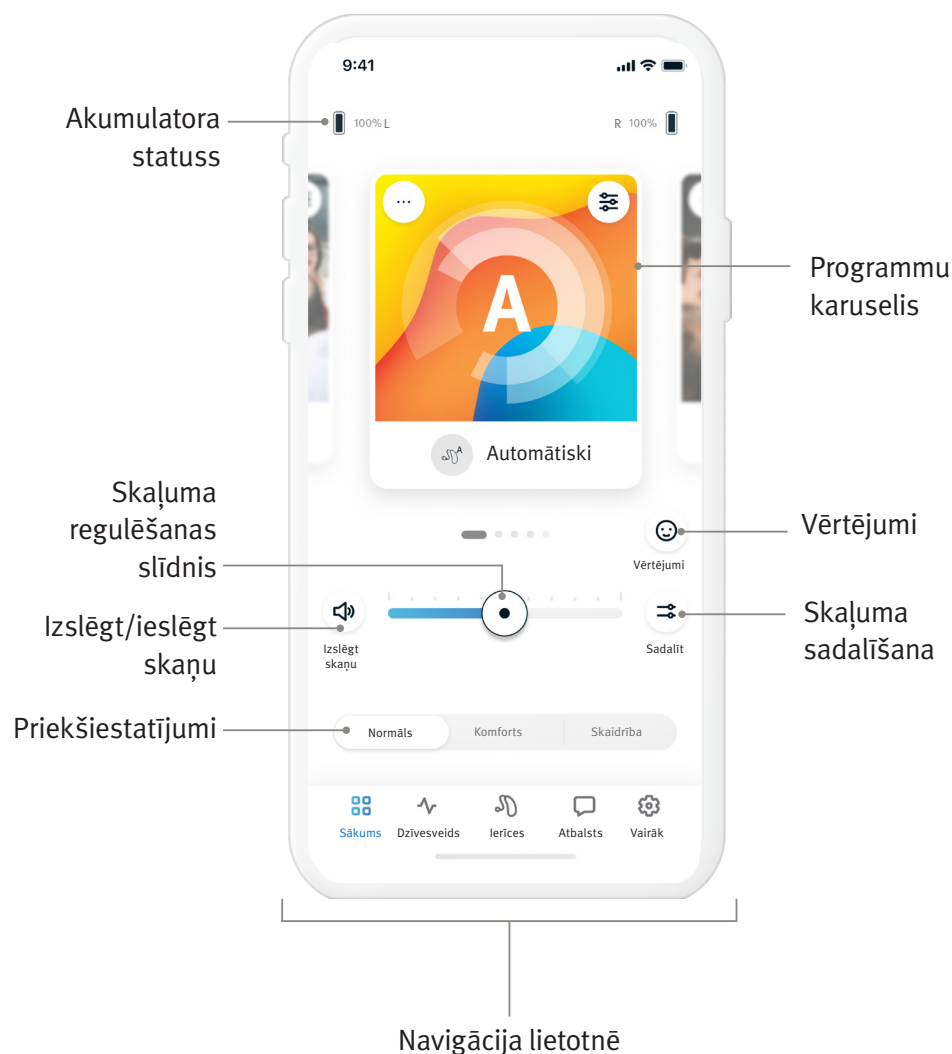 9:41
Akumulatora
statuss
100% L
R 100%
...
A
Programmu
karuselis
A
Automātiski
Skaļuma
regulēšanas
slīdnis
Vērtējumi
Vērtējumi
Izslēgt/ieslēgt
skaņu
Izslēgt
skaņu
Sadalīt
Skaļuma
sadalīšana
Priekšiestatījumi
Normāls
Komforts
Skaidrība
Sākums
Dzīvesveids
Ierīces
Atbalsts
Vairāk
Navigācija lietotnē